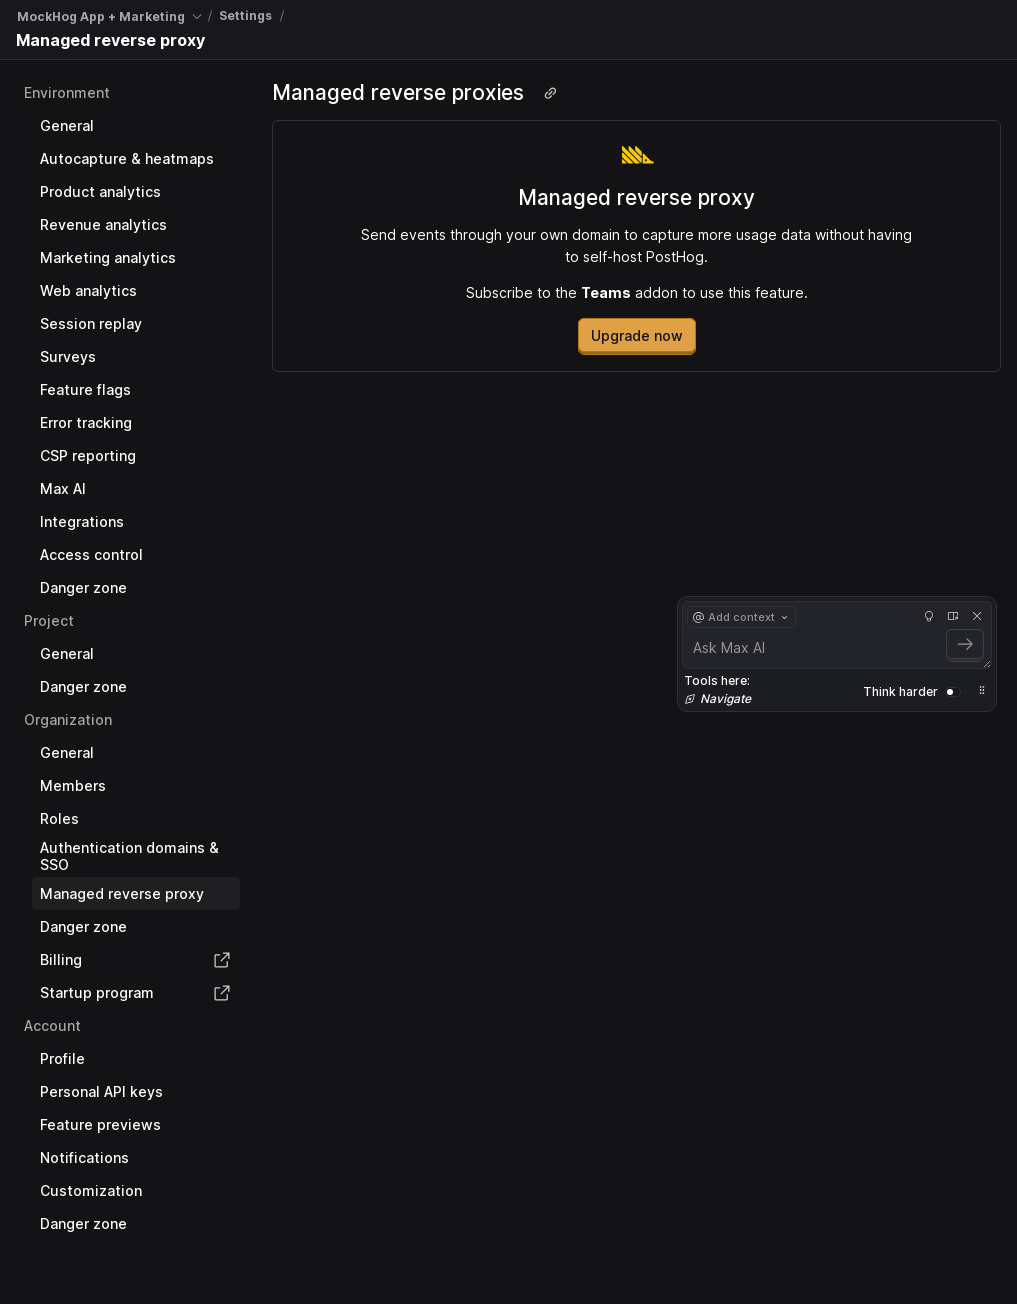 MockHog App + Marketing / Settings /
Managed reverse proxy
Environment
General
Autocapture & heatmaps
Product analytics
Revenue analytics
Marketing analytics
Web analytics
Session replay
Surveys
Feature flags
Error tracking
CSP reporting
Max AI
Integrations
Access control
Danger zone
Project
General
Danger zone
Organization
General
Members
Roles
Authentication domains &
SSO
Managed reverse proxy
Danger zone
Billing
Startup program
Account
Profile
Personal API keys
Feature previews
Notifications
Customization
Danger zone
Managed reverse proxies
Managed reverse proxy
Send events through your own domain to capture more usage data without having
to self-host PostHog.
Subscribe to the Teams addon to use this feature.
Upgrade now
@ Add context
Ask Max AI
Tools here:
Navigate
Think harder